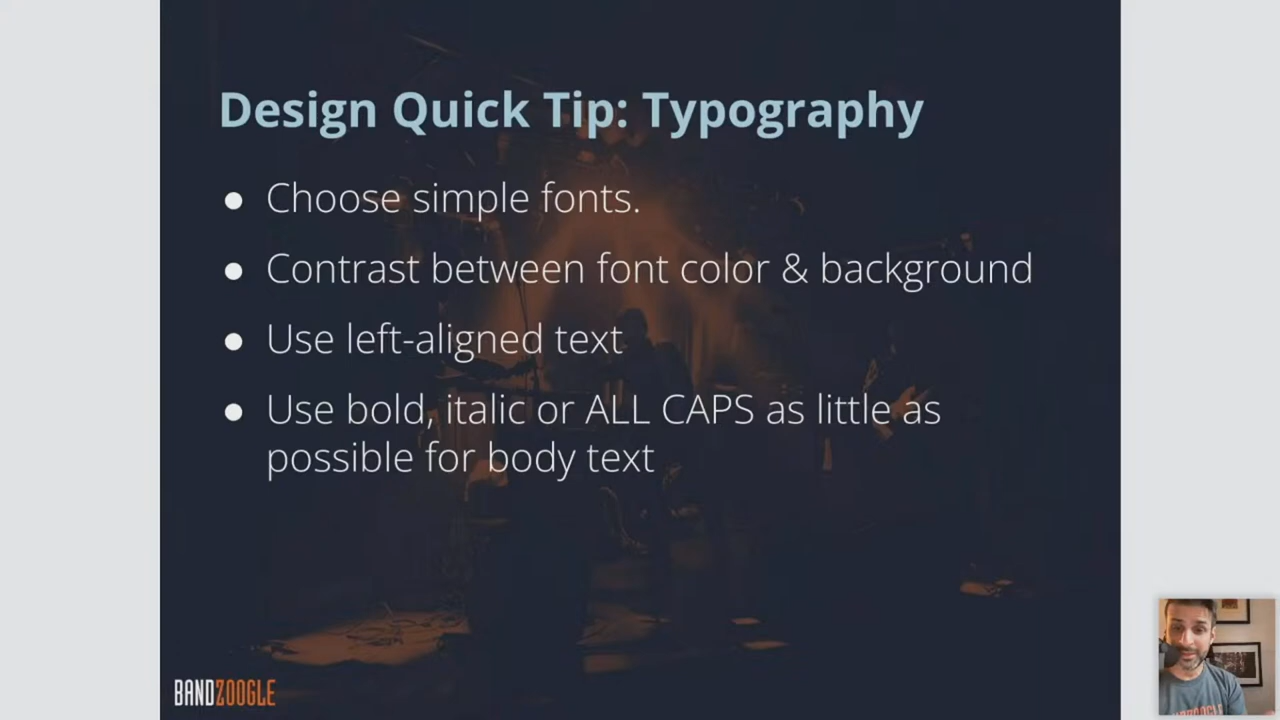 Design Quick Tip: Typography
● Choose simple fonts.
● Contrast between font color & background
● Use left-aligned text
● Use bold, italic or ALL CAPS as little as
possible for body text
BANDZOOGLE